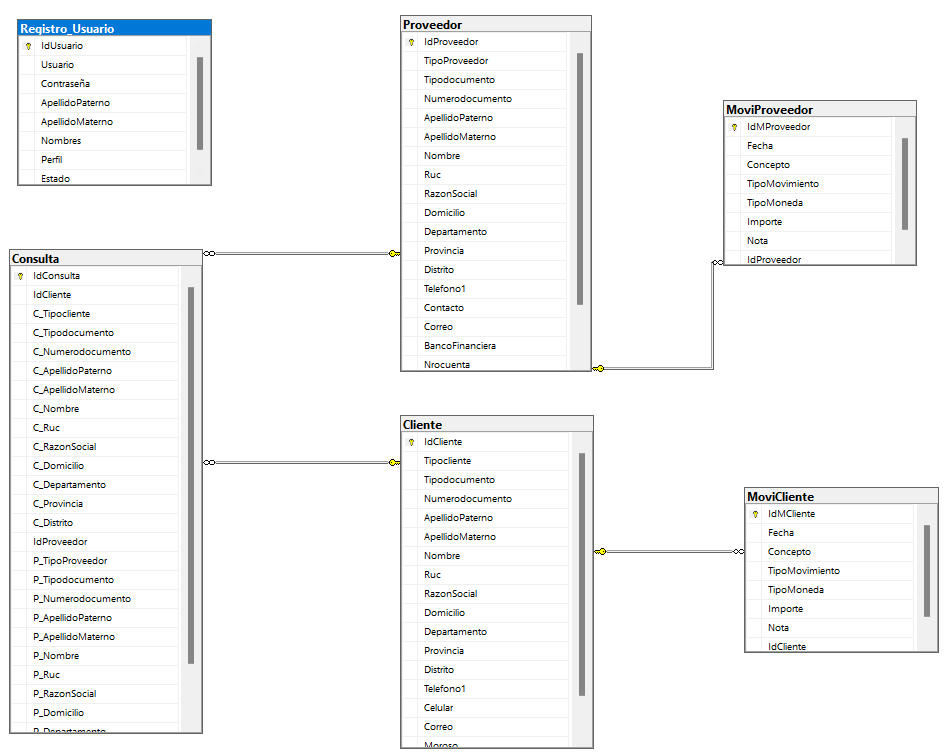 Registro_Usuario
IdUsuario
Usuario
Contraseña
ApellidoPaterno
ApellidoMaterno
Nombres
Perfil
Estado
Proveedor
IdProveedor
TipoProveedor
Tipodocumento
Numerodocumento
ApellidoPaterno
ApellidoMaterno
Nombre
Ruc
RazonSocial
Domicilio
Departamento
Provincia
Distrito
Telefono1
Contacto
Correo
BancoFinanciera
Nrocuenta
MoviProveedor
IdMProveedor
Fecha
Concepto
TipoMovimiento
TipoMoneda
Importe
Nota
IdProveedor
Consulta
IdConsulta
IdCliente
C_Tipocliente
C_Tipodocumento
C_Numerodocumento
C_ApellidoPaterno
C_ApellidoMaterno
C_Nombre
C_Ruc
C_RazonSocial
C_Domicilio
C_Departamento
C_Provincia
C_Distrito
IdProveedor
P_TipoProveedor
P_Tipodocumento
P_Numerodocumento
P_ApellidoPaterno
P_ApellidoMaterno
P_Nombre
P_Ruc
P_RazonSocial
P_Domicilio
P_Departamento
Cliente
IdCliente
Tipocliente
Tipodocumento
Numerodocumento
ApellidoPaterno
ApellidoMaterno
Nombre
Ruc
RazonSocial
Domicilio
Departamento
Provincia
Distrito
Telefono1
Celular
Correo
Moroso
MoviCliente
IdMCliente
Fecha
Concepto
TipoMovimiento
TipoMoneda
Importe
Nota
IdCliente